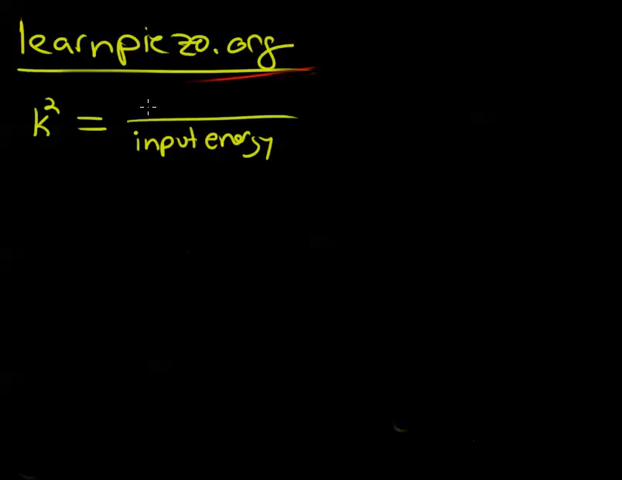 learnpiezo.org
k² =
input energy